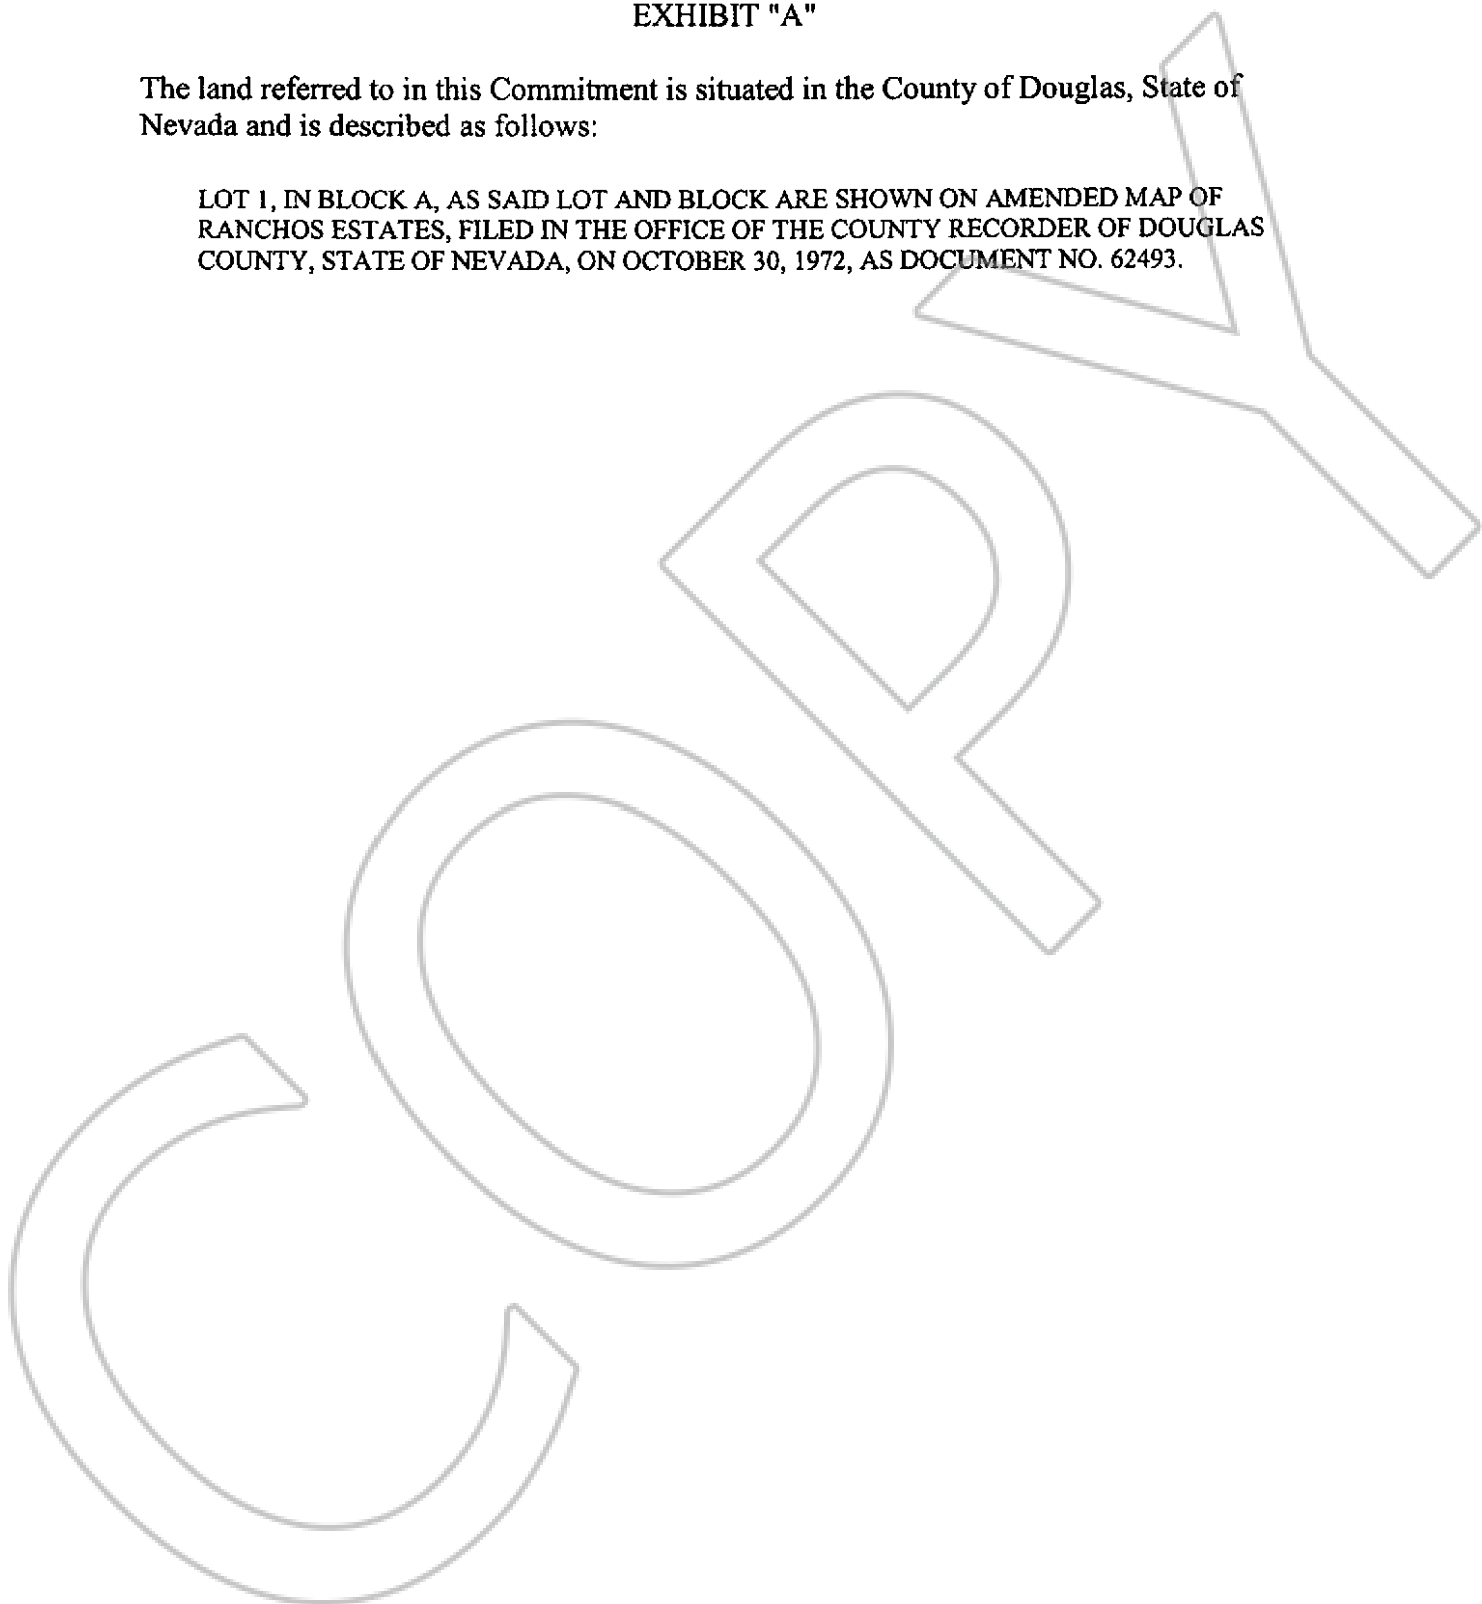 EXHIBIT "A"
The land referred to in this Commitment is situated in the County of Douglas, State of
Nevada and is described as follows:
LOT 1, IN BLOCK A, AS SAID LOT AND BLOCK ARE SHOWN ON AMENDED MAP OF
RANCHOS ESTATES, FILED IN THE OFFICE OF THE COUNTY RECORDER OF DOUGLAS
COUNTY, STATE OF NEVADA, ON OCTOBER 30, 1972, AS DOCUMENT NO. 62493.
COPY